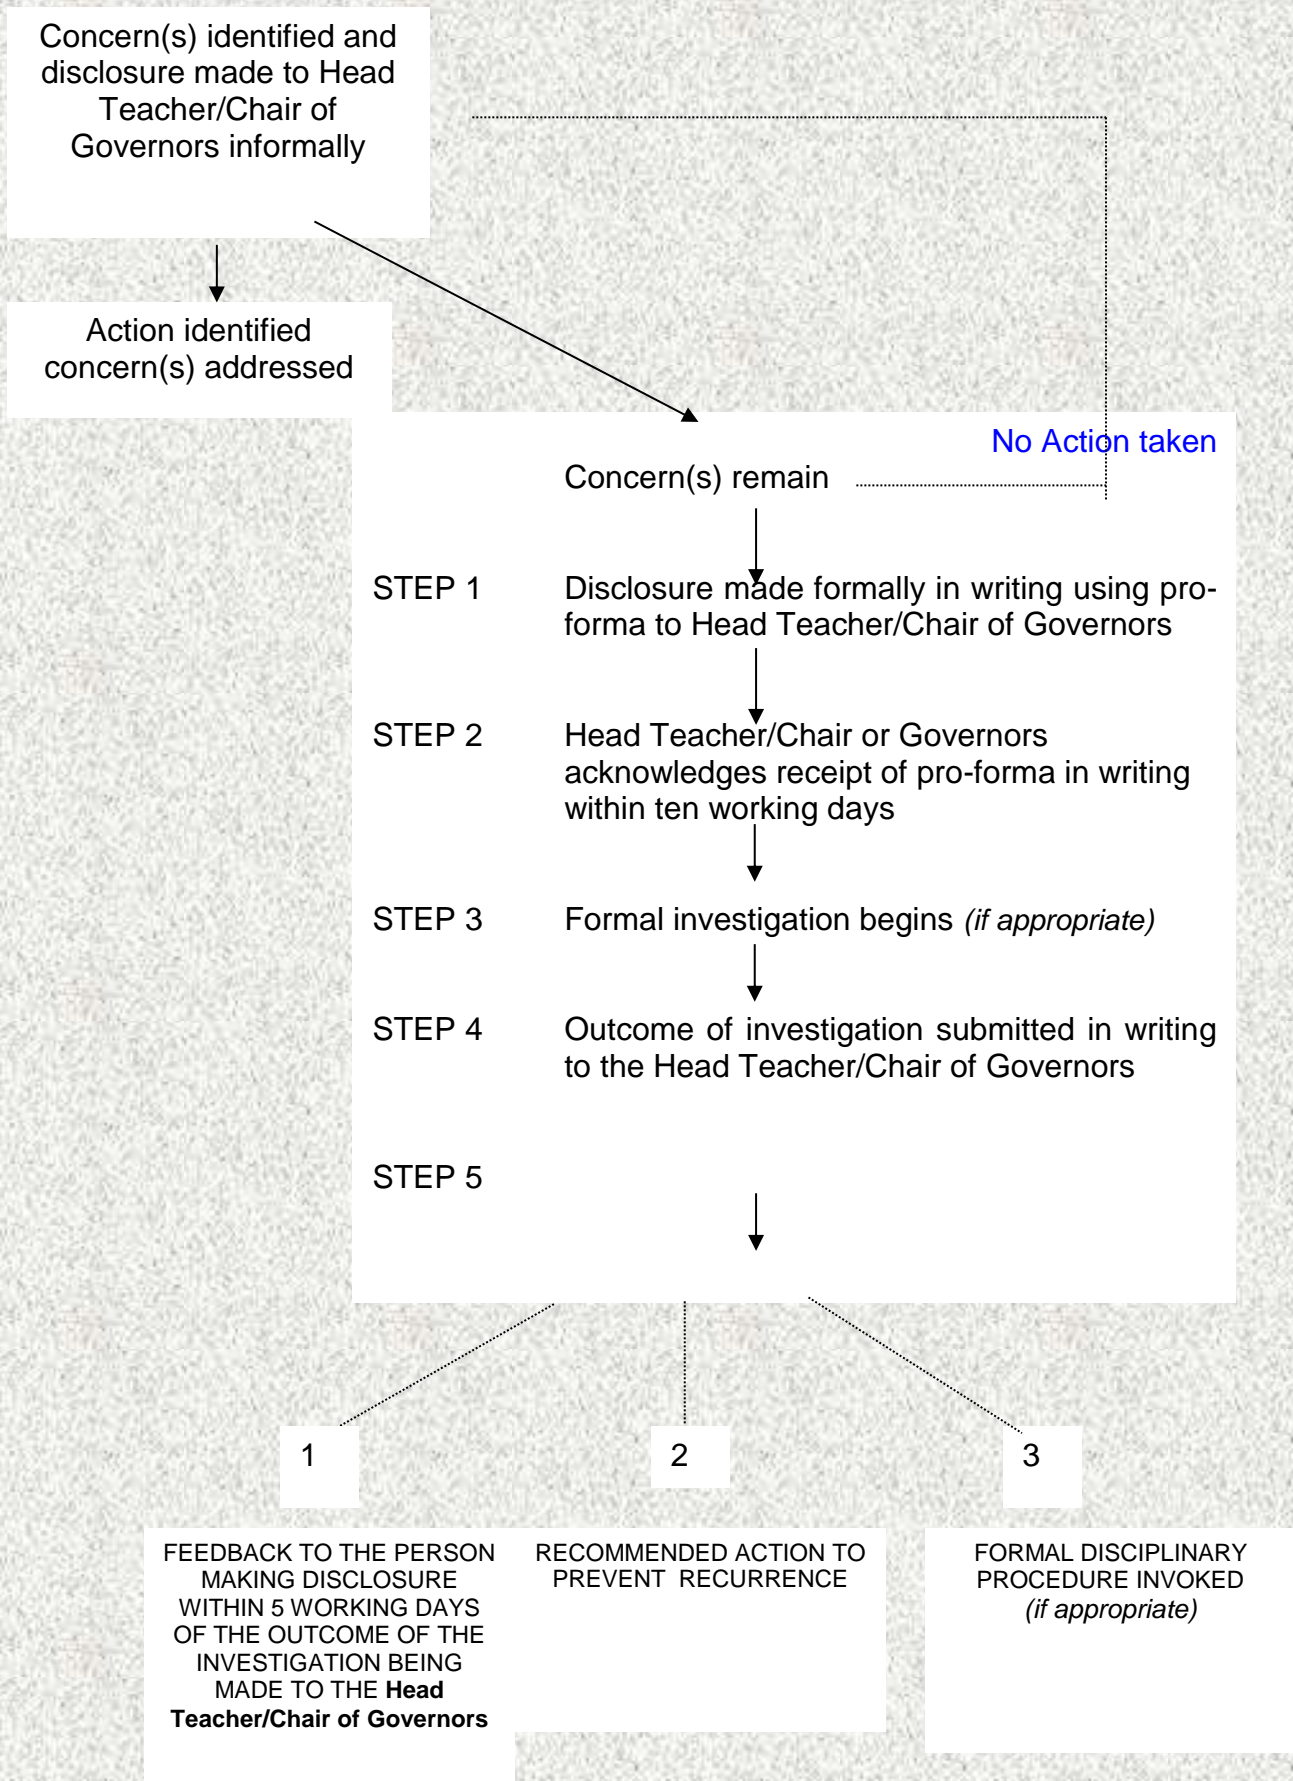 Concern(s) identified and
disclosure made to Head
Teacher/Chair of
Governors informally
Action identified
concern(s) addressed
No Action taken
Concern(s) remain
STEP 1 Disclosure made formally in writing using pro-
forma to Head Teacher/Chair of Governors
STEP 2 Head Teacher/Chair or Governors
acknowledges receipt of pro-forma in writing
within ten working days
STEP 3 Formal investigation begins (if appropriate)
STEP 4 Outcome of investigation submitted in writing
to the Head Teacher/Chair of Governors
STEP 5
1
2
3
FEEDBACK TO THE PERSON
MAKING DISCLOSURE
WITHIN 5 WORKING DAYS
OF THE OUTCOME OF THE
INVESTIGATION BEING
MADE TO THE Head
Teacher/Chair of Governors
RECOMMENDED ACTION TO
PREVENT RECURRENCE
FORMAL DISCIPLINARY
PROCEDURE INVOKED
(if appropriate)